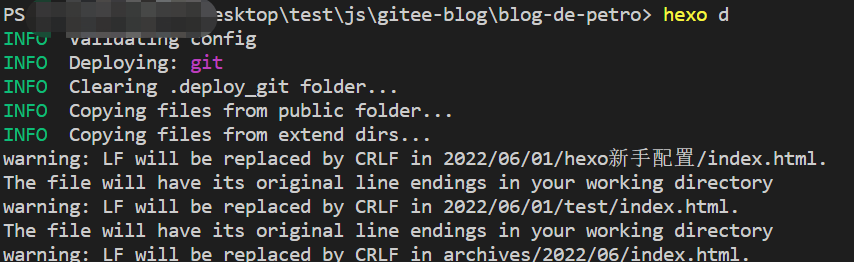 PS esktop\test\js\gitee-blog\blog-de-petro> hexo d
INFO Validating config
INFO Deploying: git
INFO Clearing .deploy_git folder...
INFO Copying files from public folder...
INFO Copying files from extend dirs...
warning: LF will be replaced by CRLF in 2022/06/01/hexo新手配置/index.html.
The file will have its original line endings in your working directory
warning: LF will be replaced by CRLF in 2022/06/01/test/index.html.
The file will have its original line endings in your working directory
warning: LF will be replaced by CRLF in archives/2022/06/index.html.